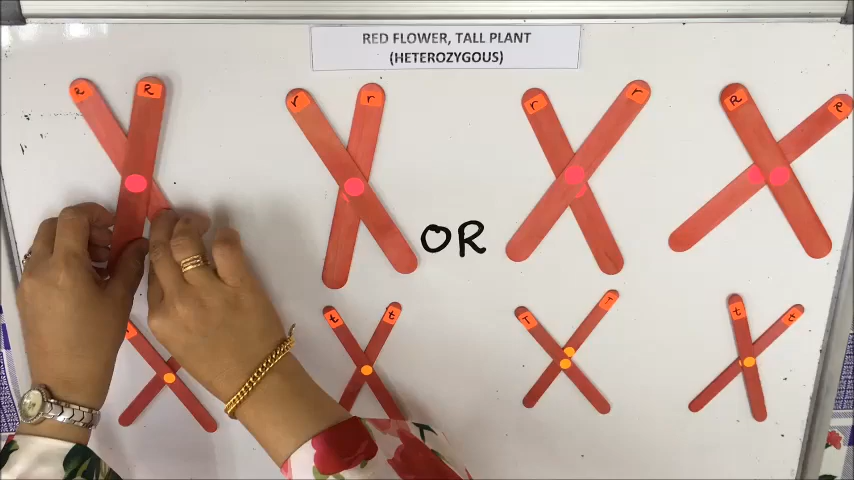 RED FLOWER, TALL PLANT
(HETEROZYGOUS)
R R r r r r R R
OR
t t T T t t